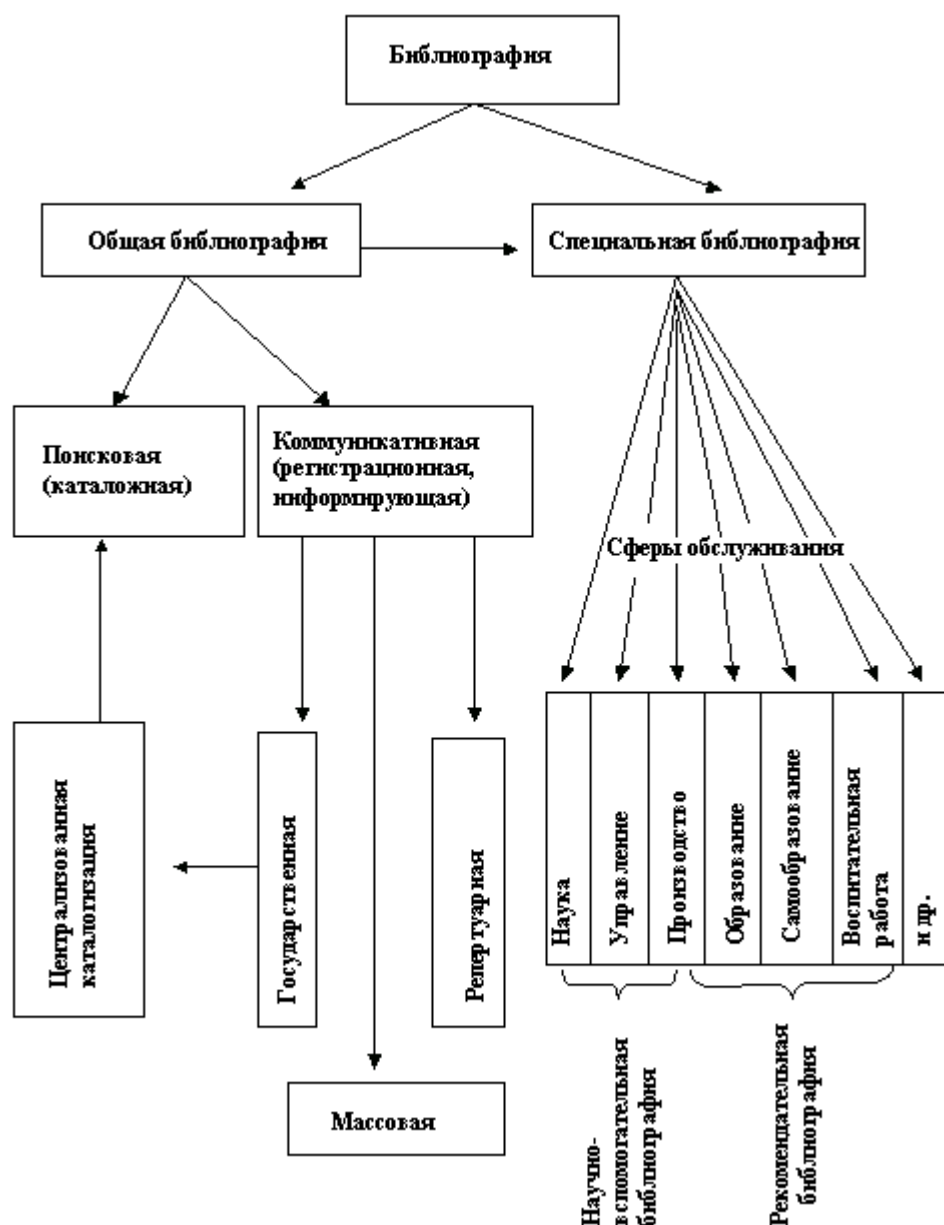 Библиография
Общая библиография
Специальная библиография
Поисковая
(каталожная)
Коммуникативная
(регистрационная,
информирующая)
Сферы обслуживания
Централизованная
каталогизация
Государственная
Репертуарная
Массовая
Наука
Управление
Производство
Образование
Самообразование
Воспитательная
работа
и др.
Научно-
вспомогательная
библиография
Рекомендательная
библиография